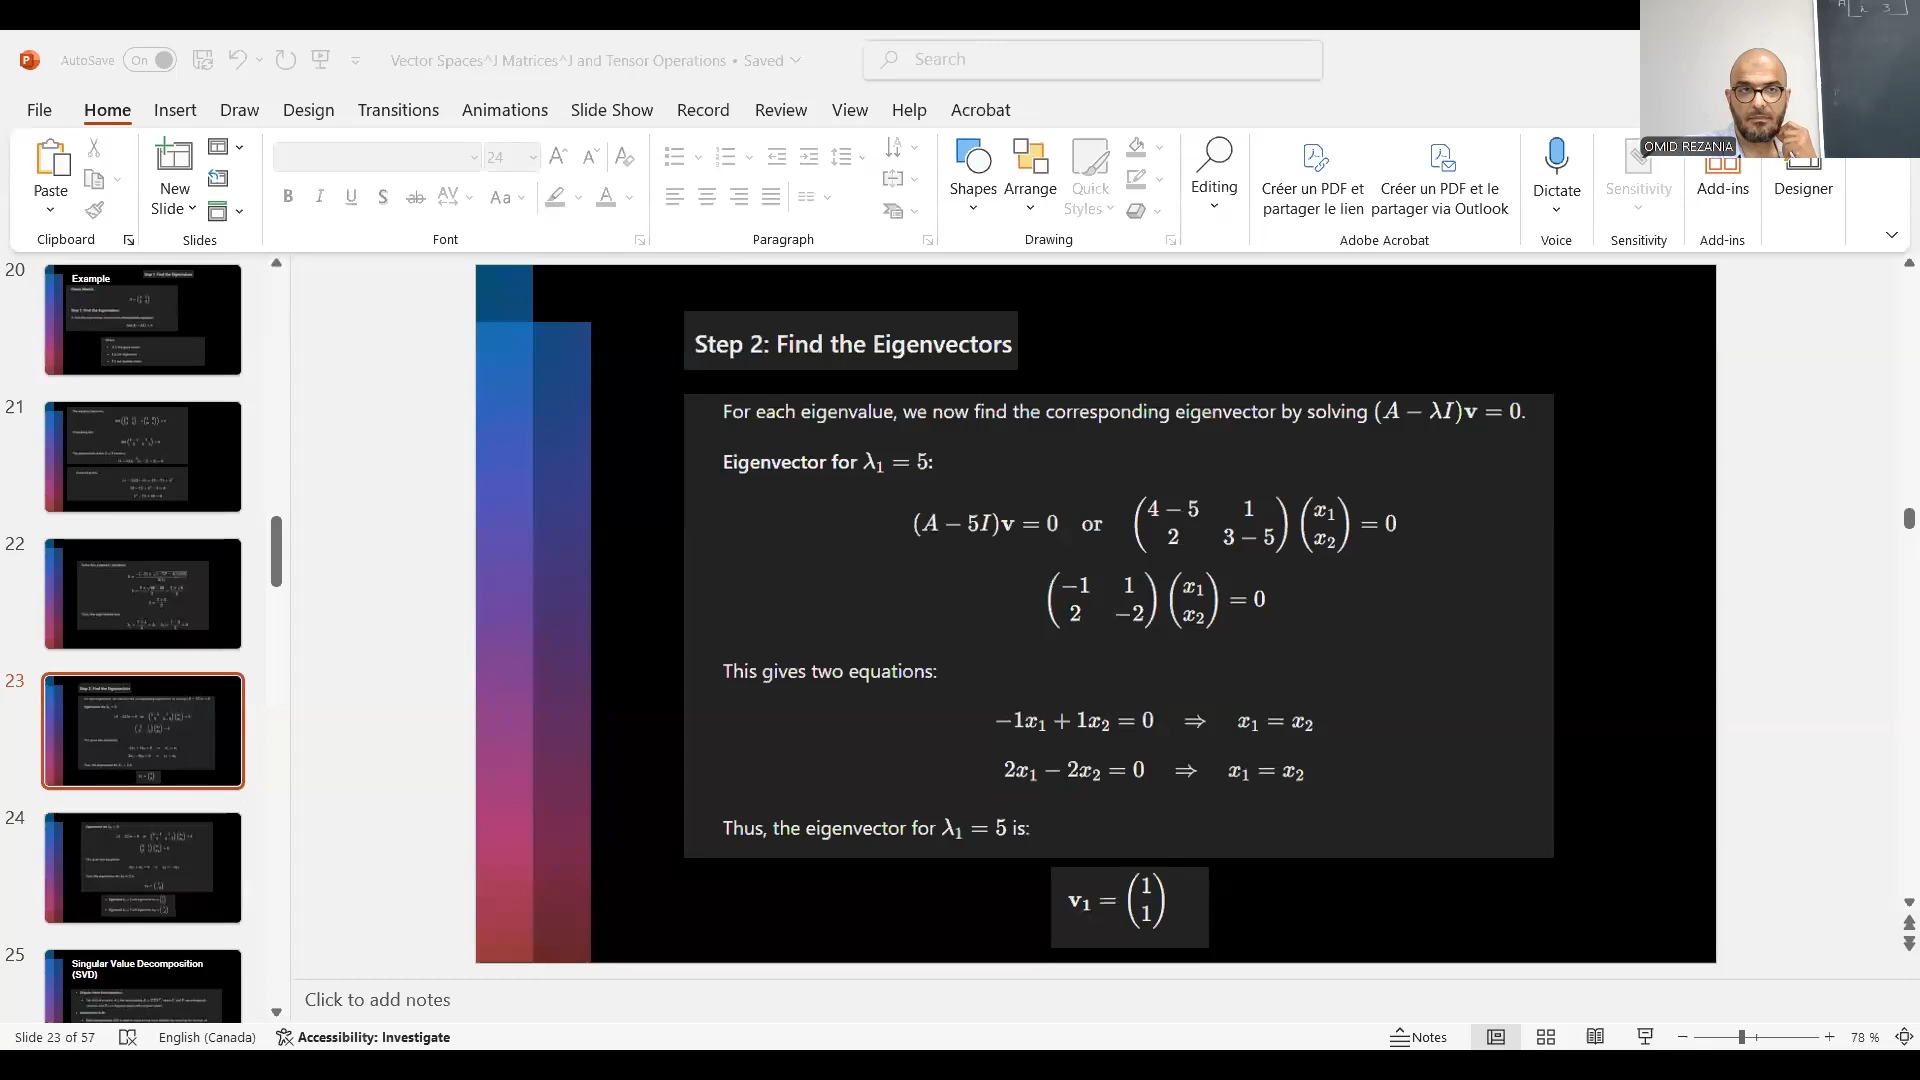 AutoSave On Vector Spaces^J Matrices^J and Tensor Operations • Saved Search
OMID REZANIA
File Home Insert Draw Design Transitions Animations Slide Show Record Review View Help Acrobat
Paste New Slide 24 Shapes Arrange Quick Styles Editing Créer un PDF et partager le lien Créer un PDF et le partager via Outlook Dictate Sensitivity Add-ins Designer
Clipboard Slides Font Paragraph Drawing Adobe Acrobat Voice Sensitivity Add-ins
20
Example
Step 1: Find the Eigenvalues
21
22
23
24
25
Singular Value Decomposition
(SVD)
Step 2: Find the Eigenvectors
For each eigenvalue, we now find the corresponding eigenvector by solving (A − λI)v = 0.
Eigenvector for λ₁ = 5:
(A − 5I)v = 0 or (4 − 5 1 2 3 − 5) (x₁ x₂) = 0
(−1 1 2 −2) (x₁ x₂) = 0
This gives two equations:
−1x₁ + 1x₂ = 0 ⇒ x₁ = x₂
2x₁ − 2x₂ = 0 ⇒ x₁ = x₂
Thus, the eigenvector for λ₁ = 5 is:
v₁ = (1 1)
Click to add notes
Slide 23 of 57 English (Canada) Accessibility: Investigate Notes 78 %